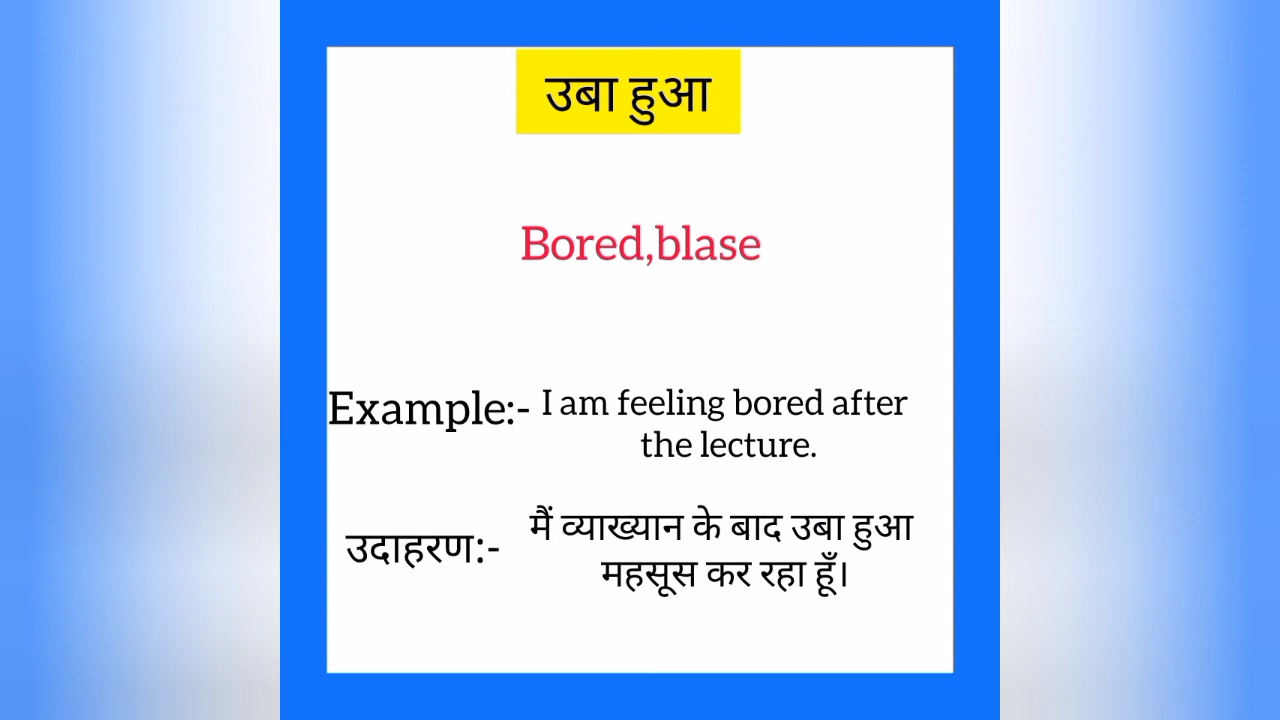 उबा हुआ
Bored,blase
Example:- I am feeling bored after
the lecture.
उदाहरण:- मैं व्याख्यान के बाद उबा हुआ
महसूस कर रहा हूँ।